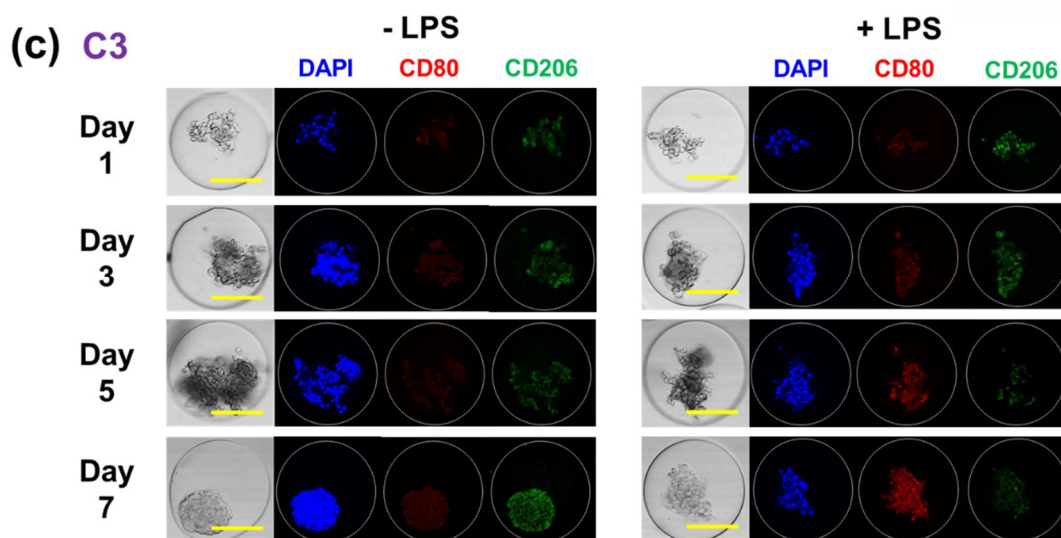 (c) C3
- LPS
+ LPS
DAPI CD80 CD206
DAPI CD80 CD206
Day
1
Day
3
Day
5
Day
7